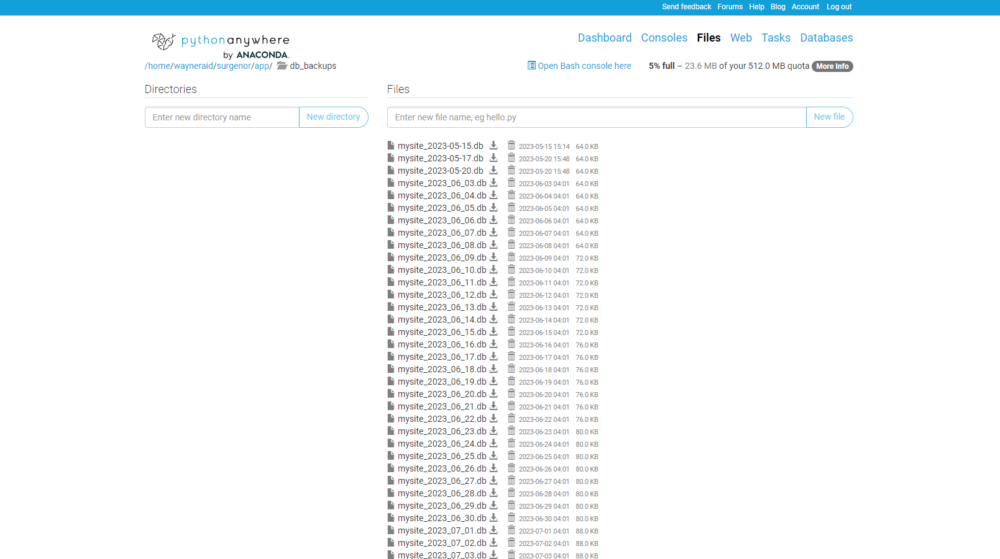 Send feedback Forums Help Blog Account Log out
pythonanywhere
by ANACONDA.
Dashboard Consoles Files Web Tasks Databases
/home/wayneraid/surgenor/app/ db_backups
Open Bash console here 5% full – 23.6 MB of your 512.0 MB quota More Info
Directories
Enter new directory name New directory
Files
Enter new file name, eg hello.py New file
mysite_2023-05-15.db 2023-05-15 15:14 64.0 KB
mysite_2023-05-17.db 2023-05-20 15:48 64.0 KB
mysite_2023-05-20.db 2023-05-20 15:48 64.0 KB
mysite_2023_06_03.db 2023-06-03 04:01 64.0 KB
mysite_2023_06_04.db 2023-06-04 04:01 64.0 KB
mysite_2023_06_05.db 2023-06-05 04:01 64.0 KB
mysite_2023_06_06.db 2023-06-06 04:01 64.0 KB
mysite_2023_06_07.db 2023-06-07 04:01 64.0 KB
mysite_2023_06_08.db 2023-06-08 04:01 64.0 KB
mysite_2023_06_09.db 2023-06-09 04:01 72.0 KB
mysite_2023_06_10.db 2023-06-10 04:01 72.0 KB
mysite_2023_06_11.db 2023-06-11 04:01 72.0 KB
mysite_2023_06_12.db 2023-06-12 04:01 72.0 KB
mysite_2023_06_13.db 2023-06-13 04:01 72.0 KB
mysite_2023_06_14.db 2023-06-14 04:01 72.0 KB
mysite_2023_06_15.db 2023-06-15 04:01 72.0 KB
mysite_2023_06_16.db 2023-06-16 04:01 76.0 KB
mysite_2023_06_17.db 2023-06-17 04:01 76.0 KB
mysite_2023_06_18.db 2023-06-18 04:01 76.0 KB
mysite_2023_06_19.db 2023-06-19 04:01 76.0 KB
mysite_2023_06_20.db 2023-06-20 04:01 76.0 KB
mysite_2023_06_21.db 2023-06-21 04:01 76.0 KB
mysite_2023_06_22.db 2023-06-22 04:01 76.0 KB
mysite_2023_06_23.db 2023-06-23 04:01 80.0 KB
mysite_2023_06_24.db 2023-06-24 04:01 80.0 KB
mysite_2023_06_25.db 2023-06-25 04:01 80.0 KB
mysite_2023_06_26.db 2023-06-26 04:01 80.0 KB
mysite_2023_06_27.db 2023-06-27 04:01 80.0 KB
mysite_2023_06_28.db 2023-06-28 04:01 80.0 KB
mysite_2023_06_29.db 2023-06-29 04:01 80.0 KB
mysite_2023_06_30.db 2023-06-30 04:01 80.0 KB
mysite_2023_07_01.db 2023-07-01 04:01 88.0 KB
mysite_2023_07_02.db 2023-07-02 04:01 88.0 KB
mysite_2023_07_03.db 2023-07-03 04:01 88.0 KB